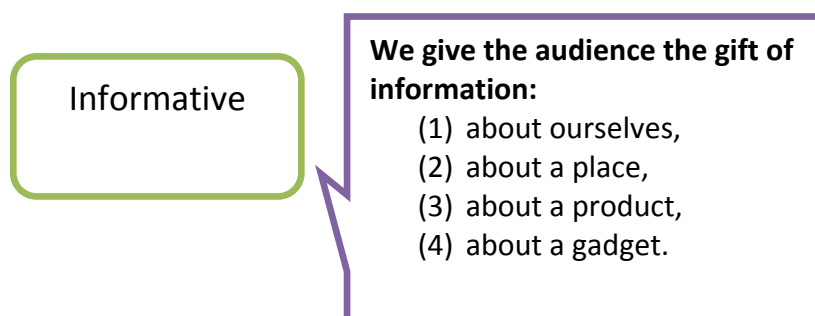 Informative
We give the audience the gift of
information:
(1) about ourselves,
(2) about a place,
(3) about a product,
(4) about a gadget.